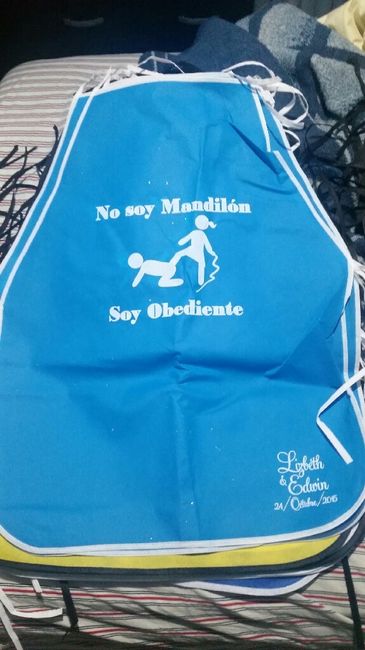 No soy Mandilón
Soy Obediente
Lizbeth
& Edwin
24/Octubre/2015